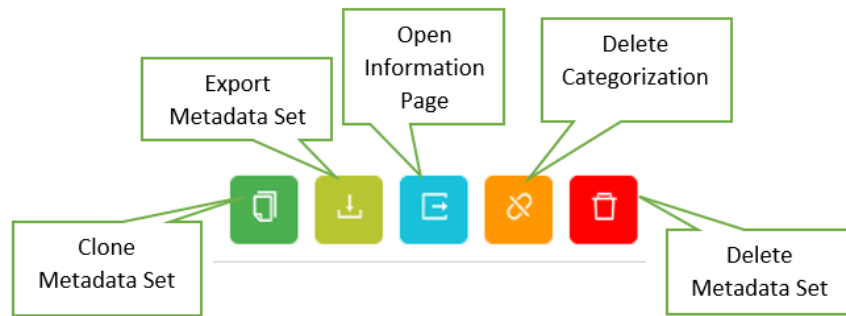 Export
Metadata Set
Open
Information
Page
Delete
Categorization
Clone
Metadata Set
Delete
Metadata Set